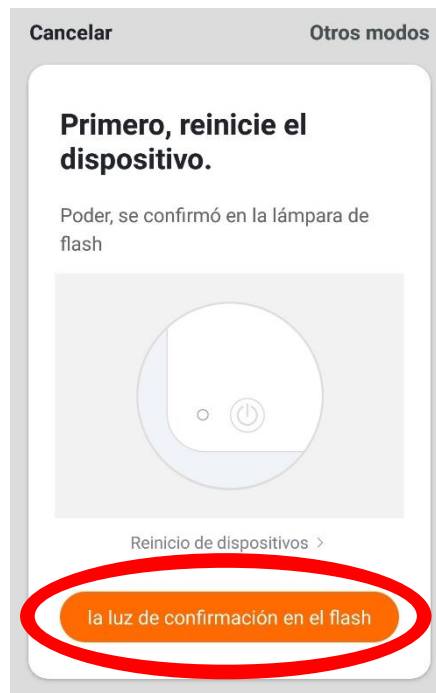 Cancelar
Otros modos
Primero, reinicie el
dispositivo.
Poder, se confirmó en la lámpara de
flash
Reinicio de dispositivos >
la luz de confirmación en el flash